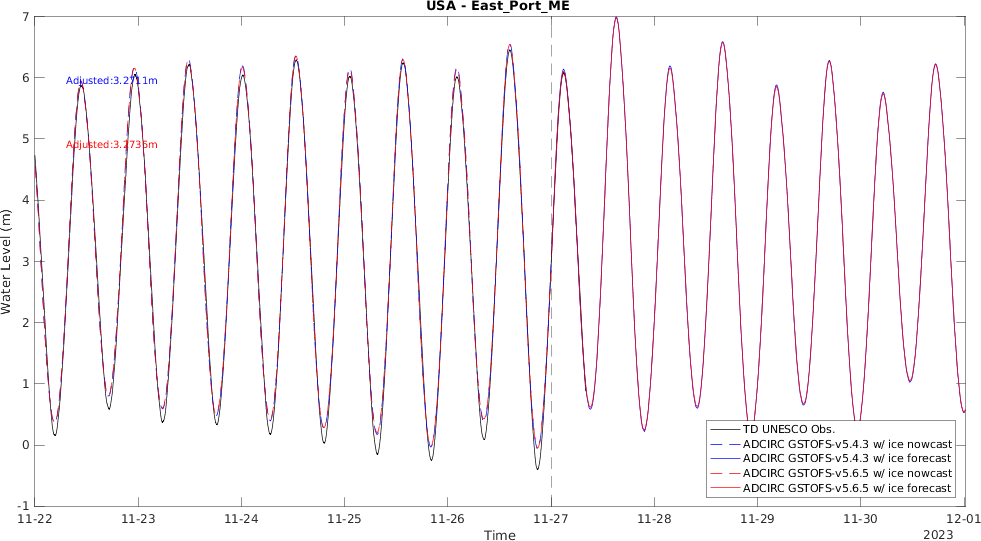 USA - East_Port_ME
7
6
5
4
3
2
1
0
-1
Water Level (m)
Adjusted:3.2711m
Adjusted:3.2735m
TD UNESCO Obs.
ADCIRC GSTOFS-v5.4.3 w/ ice nowcast
ADCIRC GSTOFS-v5.4.3 w/ ice forecast
ADCIRC GSTOFS-v5.6.5 w/ ice nowcast
ADCIRC GSTOFS-v5.6.5 w/ ice forecast
11-22 11-23 11-24 11-25 11-26 11-27 11-28 11-29 11-30 12-01
Time
2023